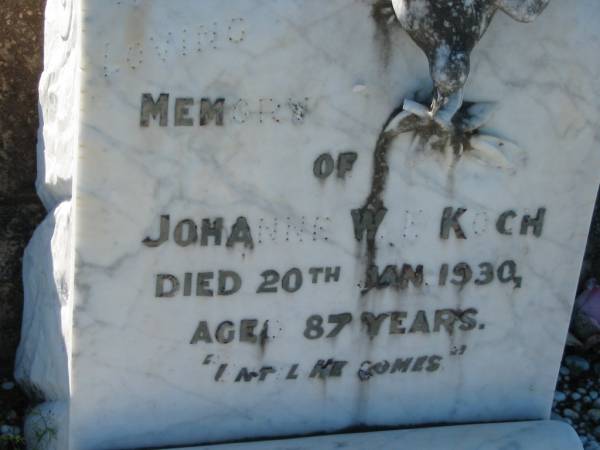 LOVING
MEMORY
OF
JOHANNE W. KOCH
DIED 20TH JAN. 1930,
AGED 87 YEARS.
"UNTIL HE COMES"